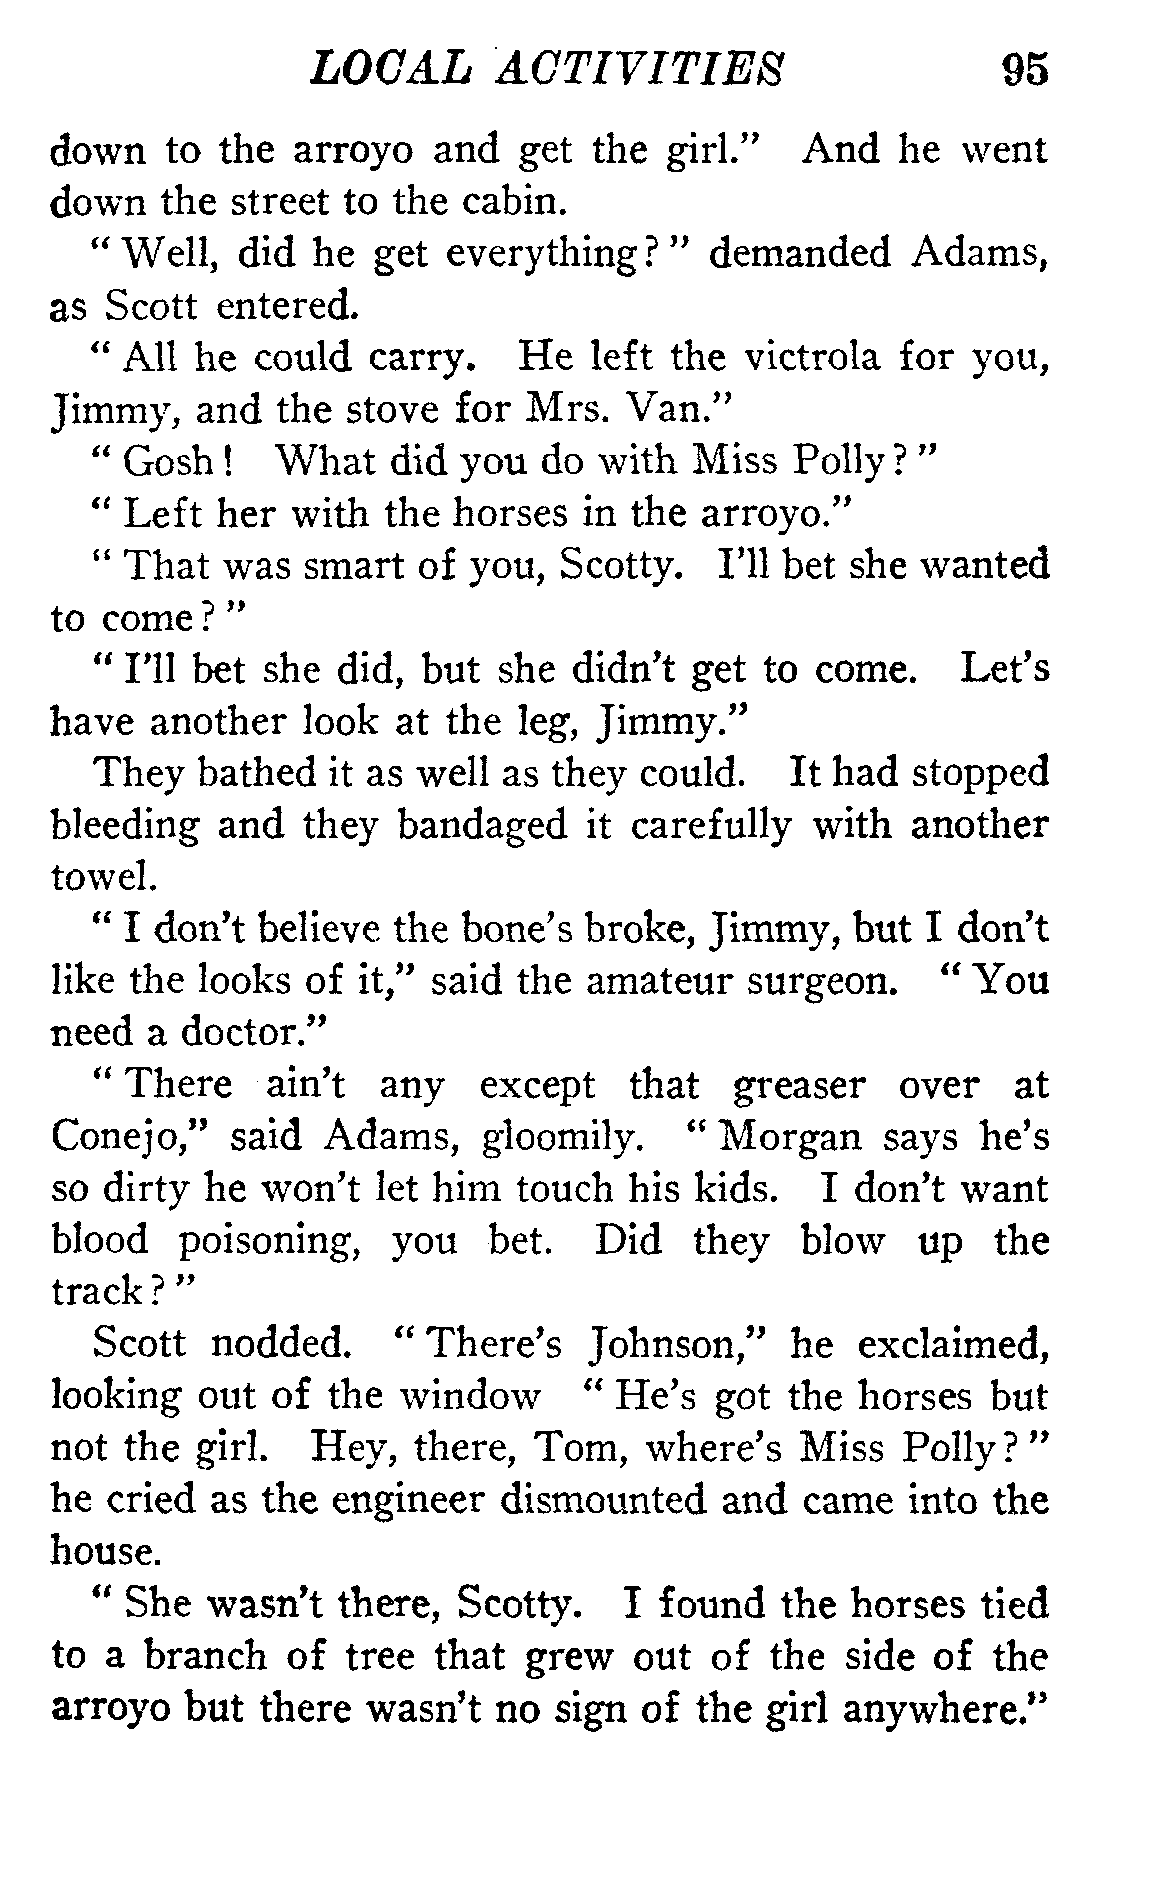 LOCAL ACTIVITIES 95
down to the arroyo and get the girl.” And he went
down the street to the cabin.
“ Well, did he get everything? ” demanded Adams,
as Scott entered.
“ All he could carry. He left the victrola for you,
Jimmy, and the stove for Mrs. Van.”
“ Gosh! What did you do with Miss Polly? ”
“ Left her with the horses in the arroyo.”
“ That was smart of you, Scotty. I’ll bet she wanted
to come? ”
“ I’ll bet she did, but she didn’t get to come. Let’s
have another look at the leg, Jimmy.”
They bathed it as well as they could. It had stopped
bleeding and they bandaged it carefully with another
towel.
“ I don’t believe the bone’s broke, Jimmy, but I don’t
like the looks of it,” said the amateur surgeon. “ You
need a doctor.”
“ There ain’t any except that greaser over at
Conejo,” said Adams, gloomily. “ Morgan says he’s
so dirty he won’t let him touch his kids. I don’t want
blood poisoning, you bet. Did they blow up the
track? ”
Scott nodded. “ There’s Johnson,” he exclaimed,
looking out of the window “ He’s got the horses but
not the girl. Hey, there, Tom, where’s Miss Polly? ”
he cried as the engineer dismounted and came into the
house.
“ She wasn’t there, Scotty. I found the horses tied
to a branch of tree that grew out of the side of the
arroyo but there wasn’t no sign of the girl anywhere.”